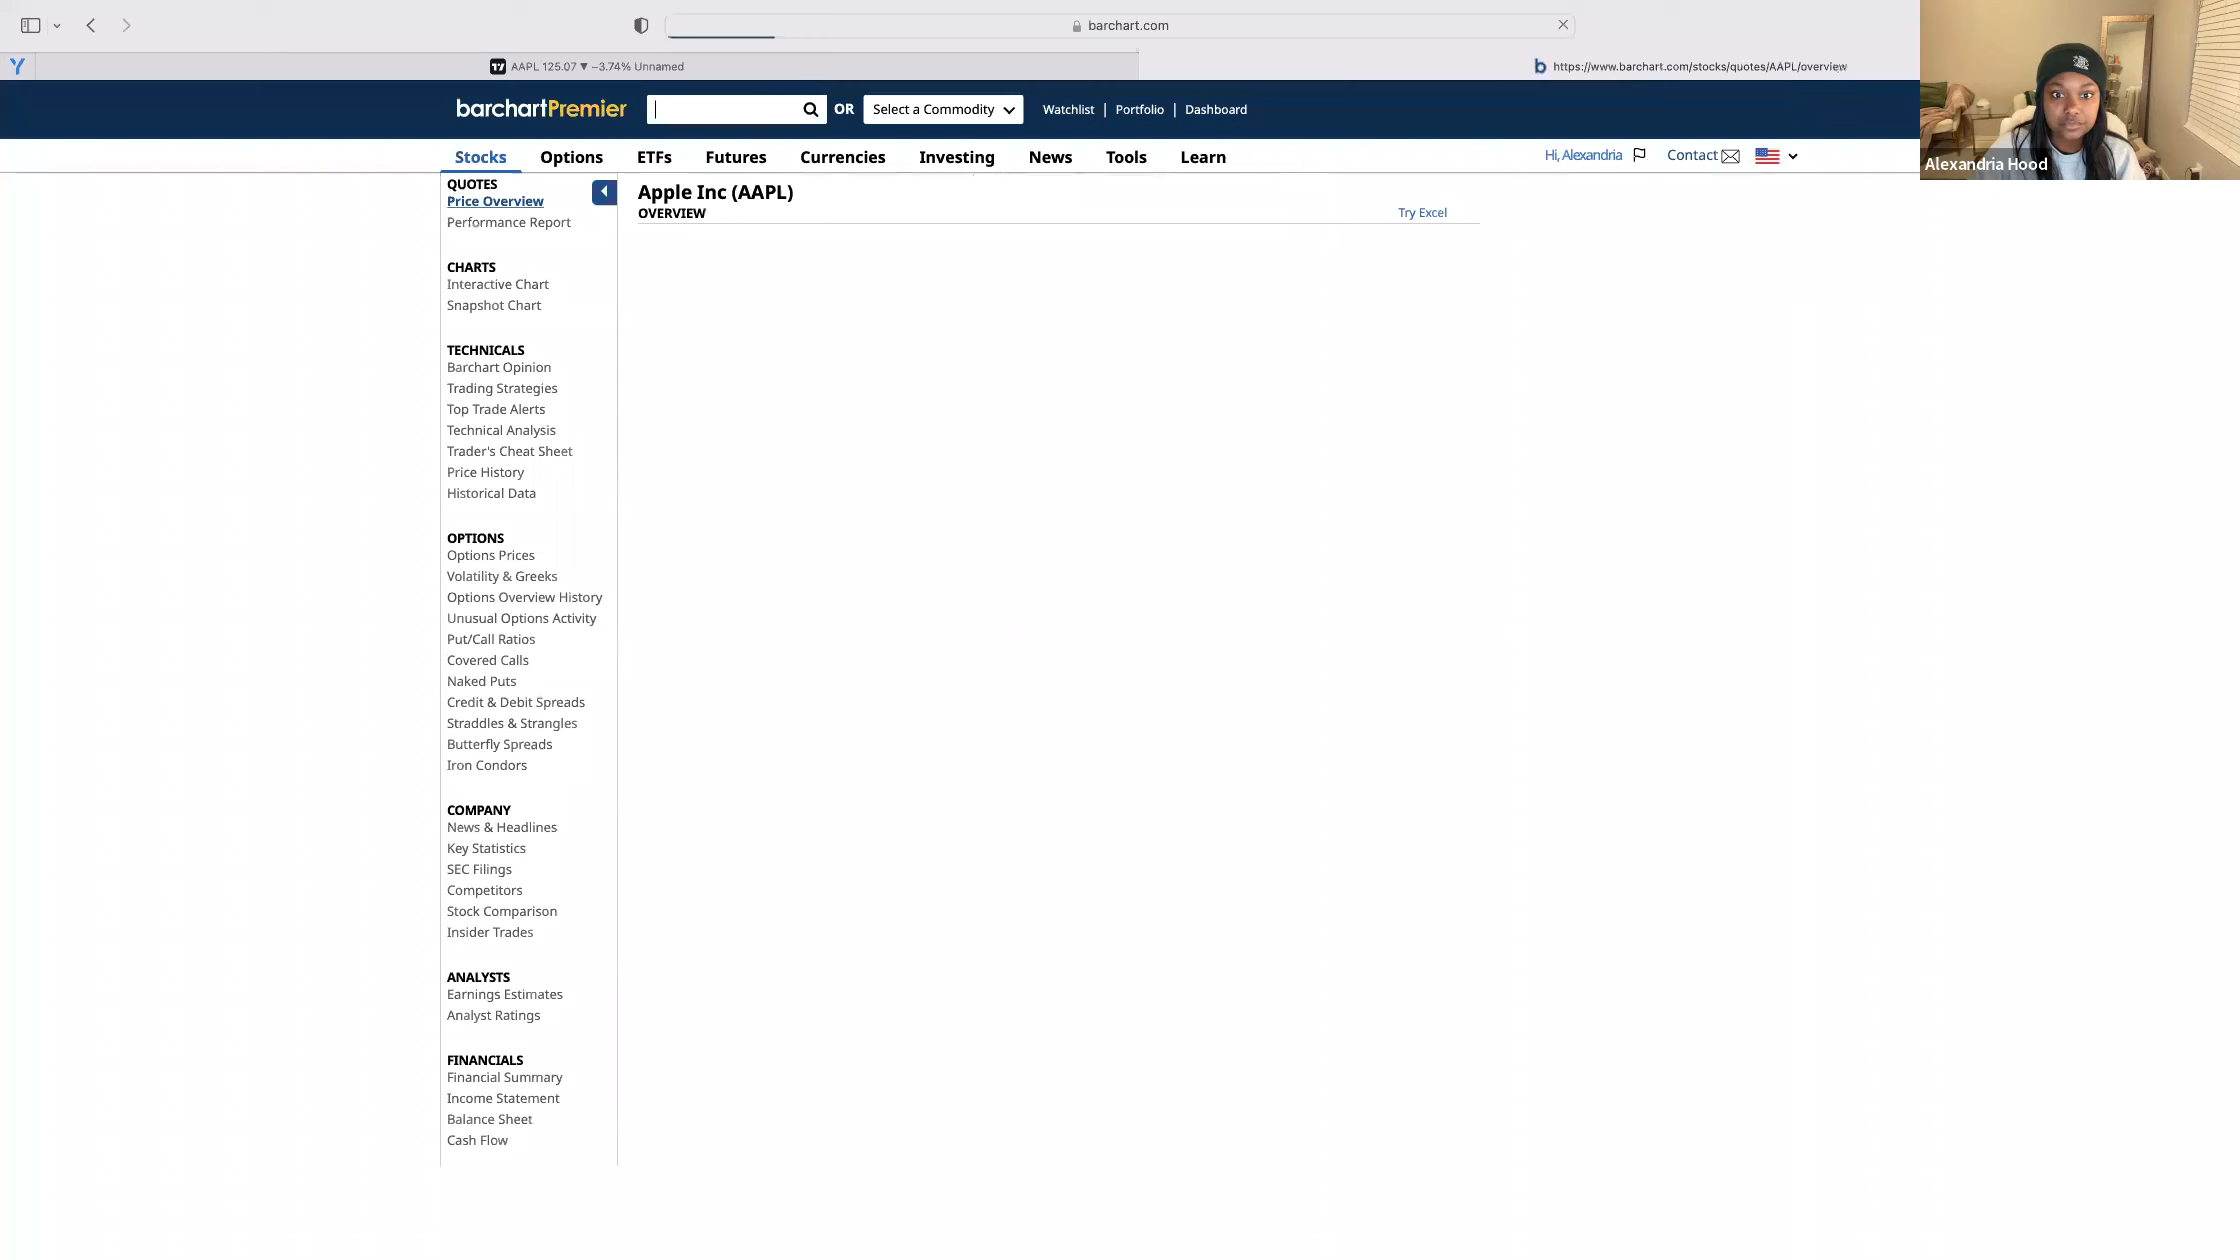 barchart.com
AAPL 125.07 ▼ −3.74% Unnamed
https://www.barchart.com/stocks/quotes/AAPL/overview
barchartPremier
OR
Select a Commodity
Watchlist | Portfolio | Dashboard
Stocks Options ETFs Futures Currencies Investing News Tools Learn
Hi, Alexandria
Contact
Alexandria Hood
QUOTES
Price Overview
Performance Report
CHARTS
Interactive Chart
Snapshot Chart
TECHNICALS
Barchart Opinion
Trading Strategies
Top Trade Alerts
Technical Analysis
Trader's Cheat Sheet
Price History
Historical Data
OPTIONS
Options Prices
Volatility & Greeks
Options Overview History
Unusual Options Activity
Put/Call Ratios
Covered Calls
Naked Puts
Credit & Debit Spreads
Straddles & Strangles
Butterfly Spreads
Iron Condors
COMPANY
News & Headlines
Key Statistics
SEC Filings
Competitors
Stock Comparison
Insider Trades
ANALYSTS
Earnings Estimates
Analyst Ratings
FINANCIALS
Financial Summary
Income Statement
Balance Sheet
Cash Flow
Apple Inc (AAPL)
OVERVIEW
Try Excel